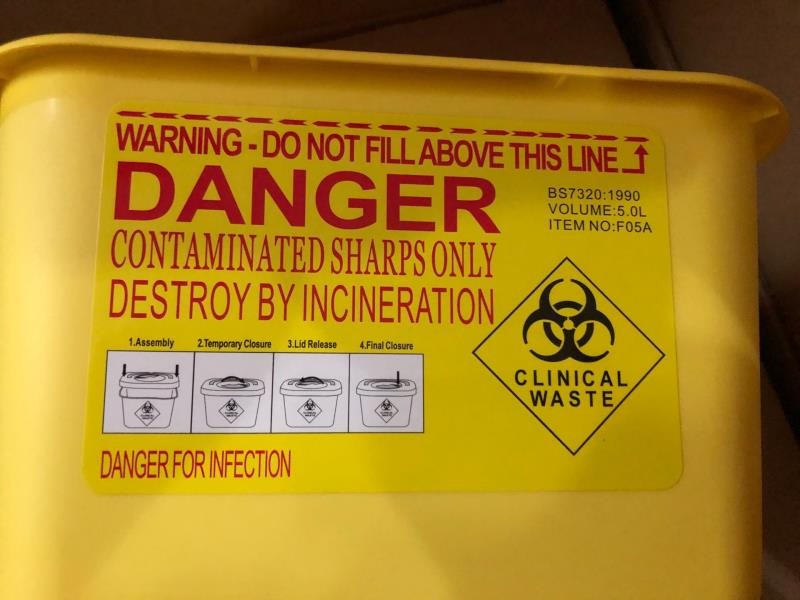 WARNING - DO NOT FILL ABOVE THIS LINE
DANGER
CONTAMINATED SHARPS ONLY
DESTROY BY INCINERATION
BS7320:1990
VOLUME:5.0L
ITEM NO:F05A
CLINICAL
WASTE
1.Assembly 2.Temporary Closure 3.Lid Release 4.Final Closure
DANGER FOR INFECTION